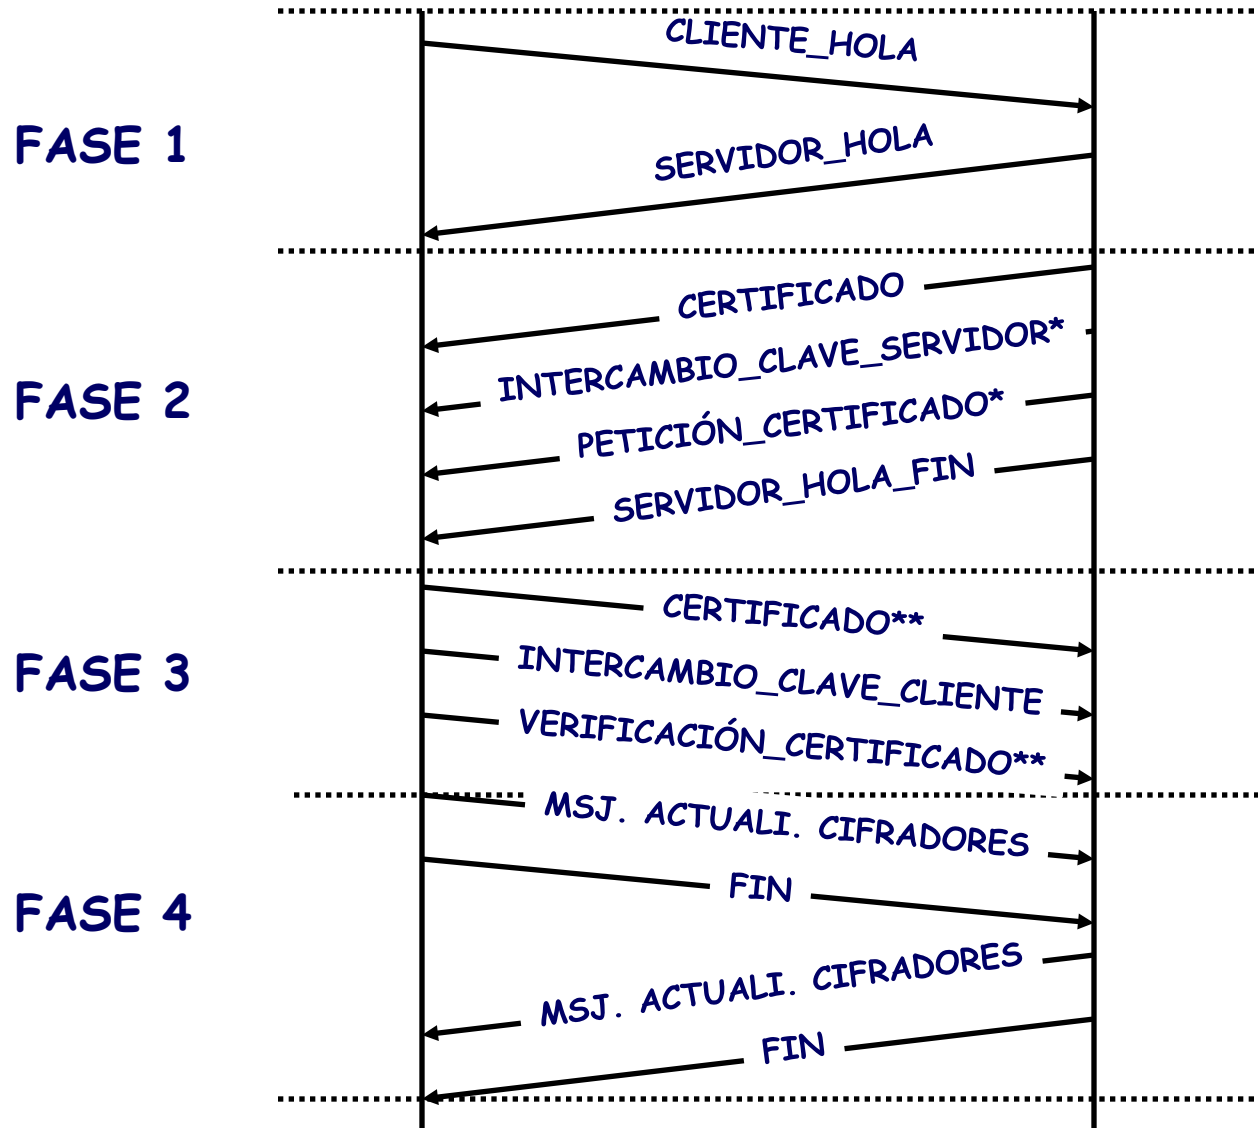 CLIENTE_HOLA
FASE 1
SERVIDOR_HOLA
CERTIFICADO
INTERCAMBIO_CLAVE_SERVIDOR*
FASE 2
PETICIÓN_CERTIFICADO*
SERVIDOR_HOLA_FIN
CERTIFICADO**
FASE 3
INTERCAMBIO_CLAVE_CLIENTE
VERIFICACIÓN_CERTIFICADO**
MSJ. ACTUALI. CIFRADORES
FIN
FASE 4
MSJ. ACTUALI. CIFRADORES
FIN